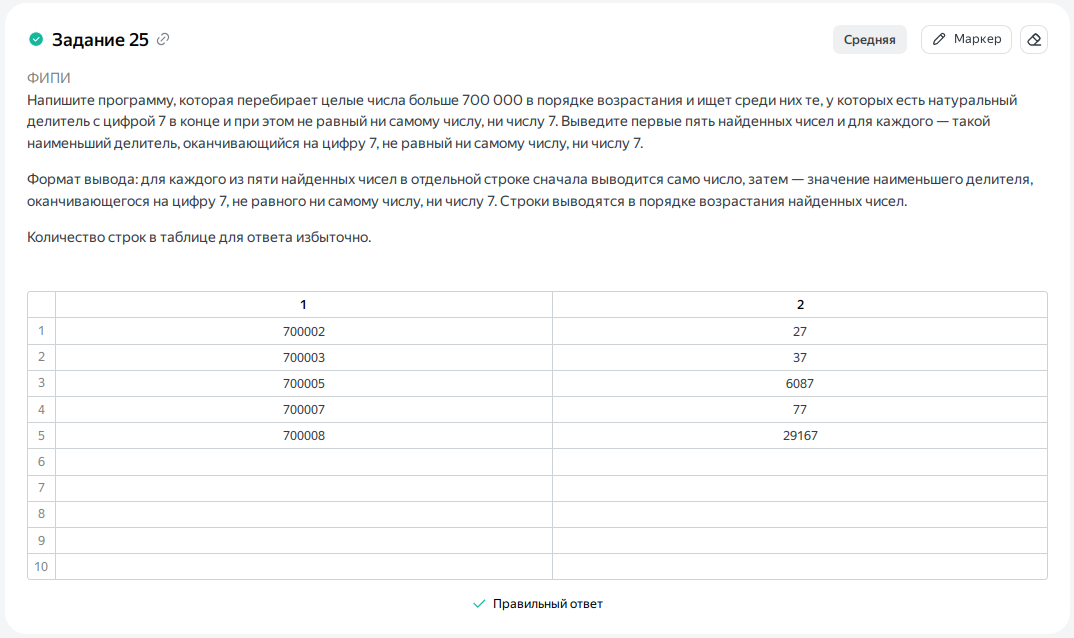 Задание 25
Средняя
Маркер
ФИПИ
Напишите программу, которая перебирает целые числа больше 700 000 в порядке возрастания и ищет среди них те, у которых есть натуральный
делитель с цифрой 7 в конце и при этом не равный ни самому числу, ни числу 7. Выведите первые пять найденных чисел и для каждого — такой
наименьший делитель, оканчивающийся на цифру 7, не равный ни самому числу, ни числу 7.
Формат вывода: для каждого из пяти найденных чисел в отдельной строке сначала выводится само число, затем — значение наименьшего делителя,
оканчивающегося на цифру 7, не равного ни самому числу, ни числу 7. Строки выводятся в порядке возрастания найденных чисел.
Количество строк в таблице для ответа избыточно.
1 2
1 700002 27
2 700003 37
3 700005 6087
4 700007 77
5 700008 29167
6
7
8
9
10
Правильный ответ